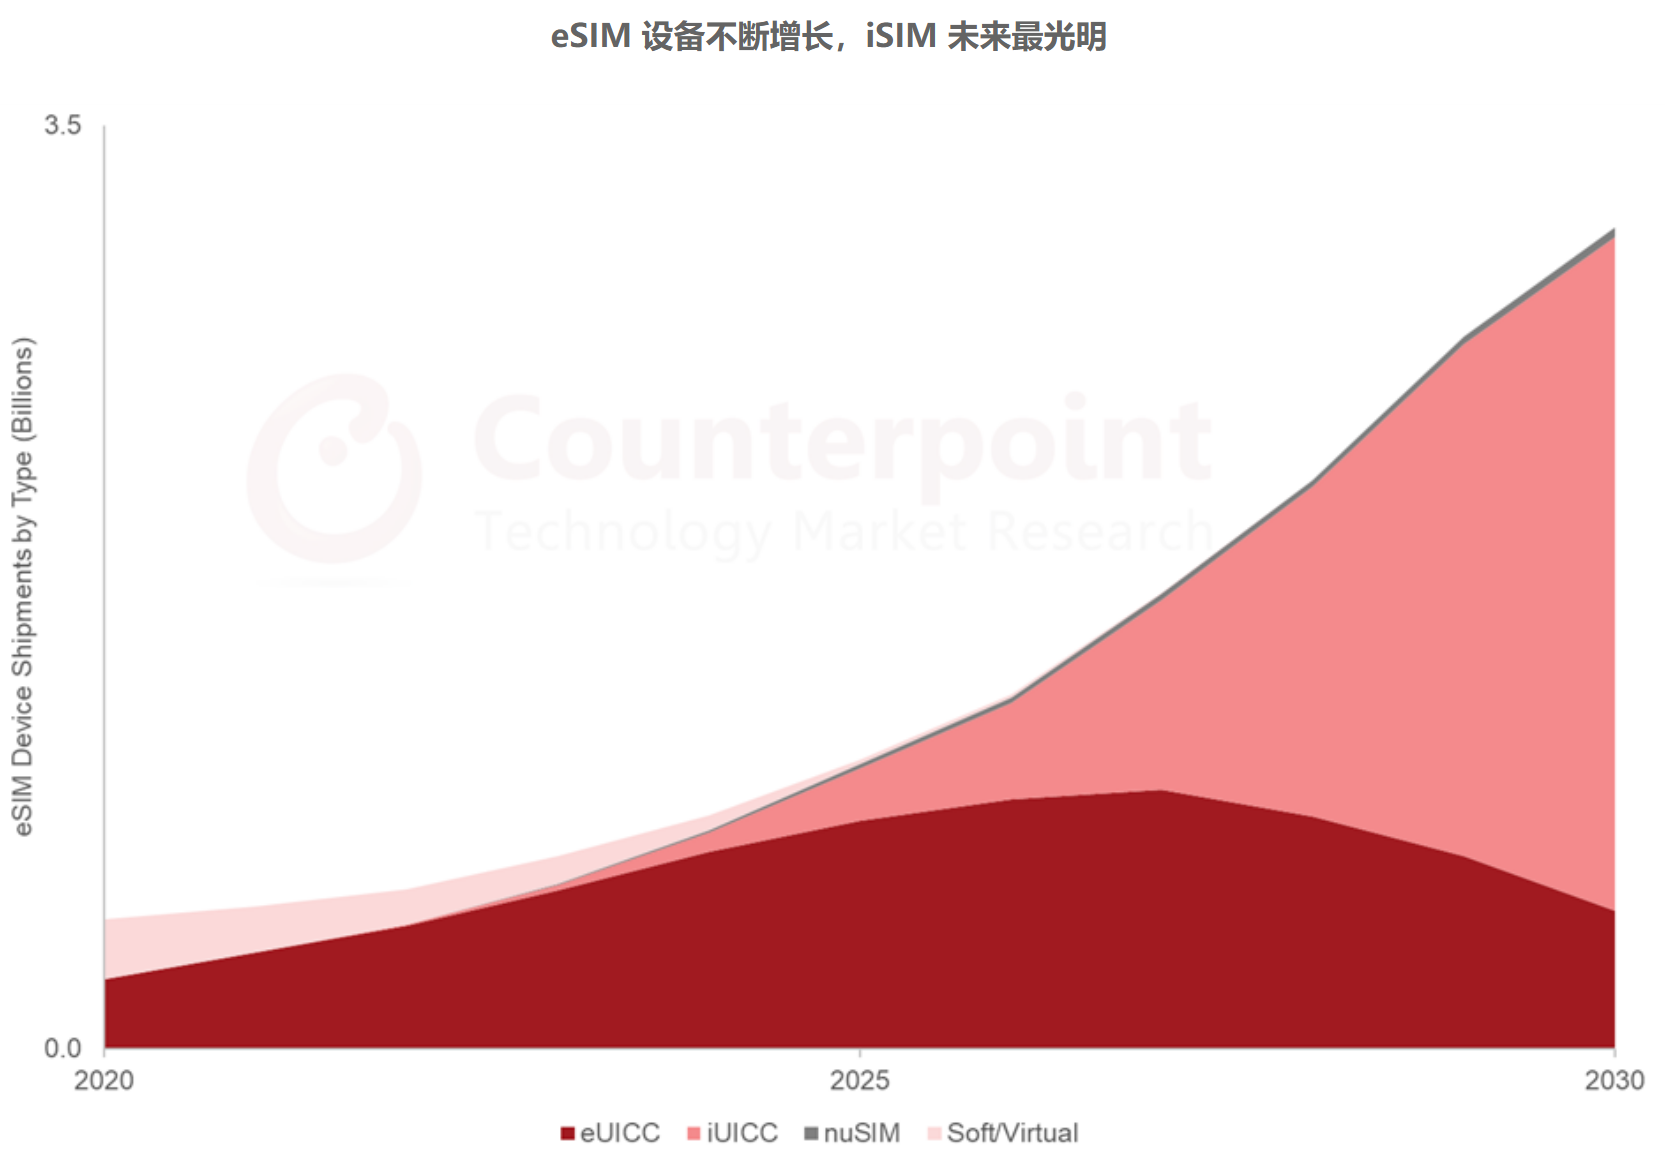 eSIM 设备不断增长，iSIM 未来最光明
3.5
eSIM Device Shipments by Type (Billions)
Counterpoint
Technology Market Research
0.0
2020 2025 2030
eUICC iUICC nuSIM Soft/Virtual